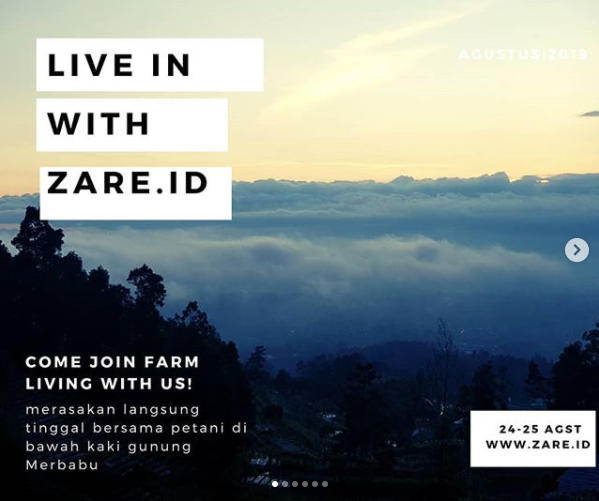 LIVE IN
WITH
ZARE.ID
AGUSTUS|2019
COME JOIN FARM
LIVING WITH US!
merasakan langsung
tinggal bersama petani di
bawah kaki gunung
Merbabu
24-25 AGST
WWW.ZARE.ID